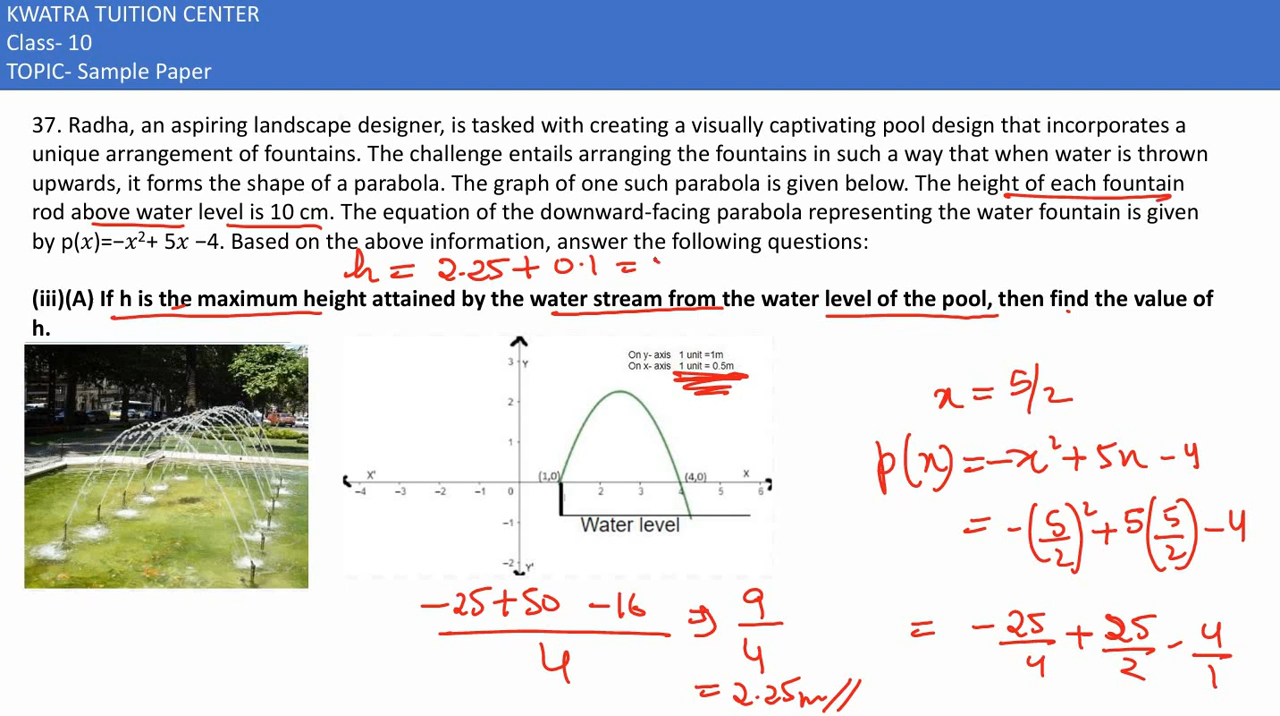 KWATRA TUITION CENTER
Class- 10
TOPIC- Sample Paper
37. Radha, an aspiring landscape designer, is tasked with creating a visually captivating pool design that incorporates a
unique arrangement of fountains. The challenge entails arranging the fountains in such a way that when water is thrown
upwards, it forms the shape of a parabola. The graph of one such parabola is given below. The height of each fountain
rod above water level is 10 cm. The equation of the downward-facing parabola representing the water fountain is given
by p(𝑥)=−𝑥²+ 5𝑥 −4. Based on the above information, answer the following questions:
h = 2.25 + 0.1 =
(iii)(A) If h is the maximum height attained by the water stream from the water level of the pool, then find the value of
h.
On y- axis 1 unit =1m
On x- axis 1 unit = 0.5m
3 Y
2
1
X' (1,0) (4,0) X
−4 −3 −2 −1 0 2 3 4 5 6
−1
Water level
−2 Y'
x = 5/2
p(x) = -x² + 5x - 4
= -(5/2)² + 5(5/2) - 4
= -25/4 + 25/2 - 4/1
-25+50 -16 / 4 ⇒ 9/4
= 2.25m//